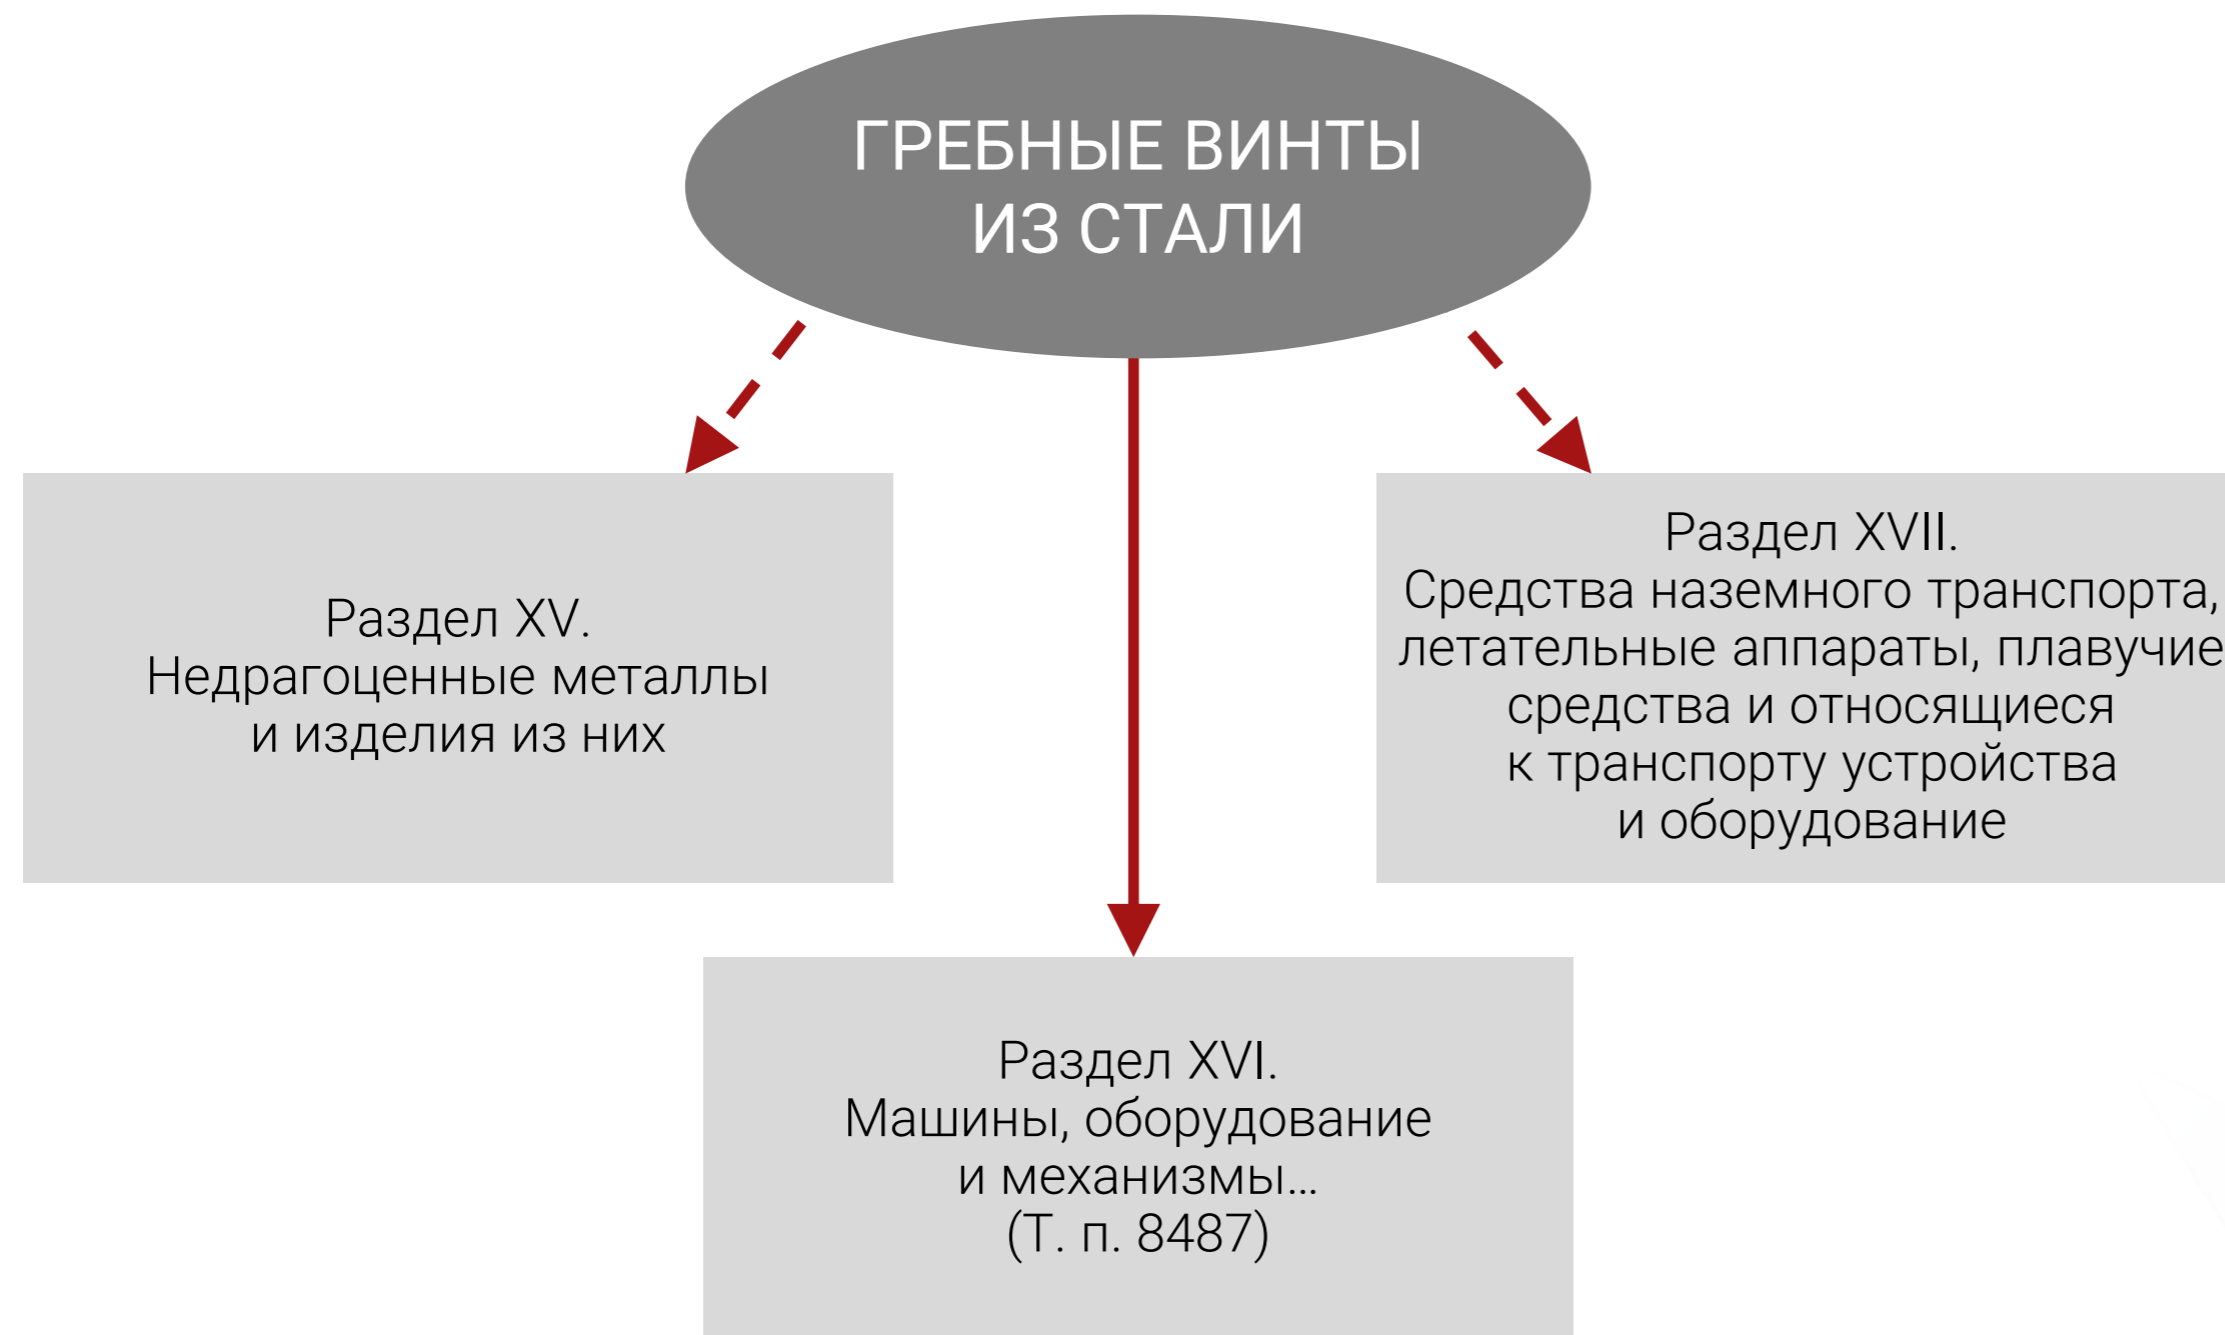 ГРЕБНЫЕ ВИНТЫ
ИЗ СТАЛИ
Раздел XV.
Недрагоценные металлы
и изделия из них
Раздел XVII.
Средства наземного транспорта,
летательные аппараты, плавучие
средства и относящиеся
к транспорту устройства
и оборудование
Раздел XVI.
Машины, оборудование
и механизмы...
(Т. п. 8487)